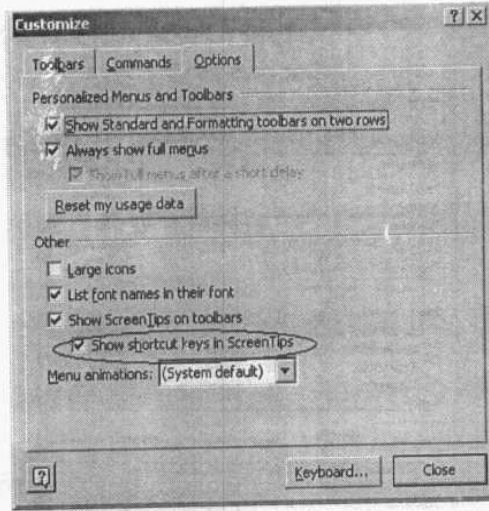 Customize
Toolbars Commands Options
Personalized Menus and Toolbars
Show Standard and Formatting toolbars on two rows
Always show full menus
Show full menus after a short delay
Reset my usage data
Other
Large icons
List font names in their font
Show ScreenTips on toolbars
Show shortcut keys in ScreenTips
Menu animations: (System default)
Keyboard... Close